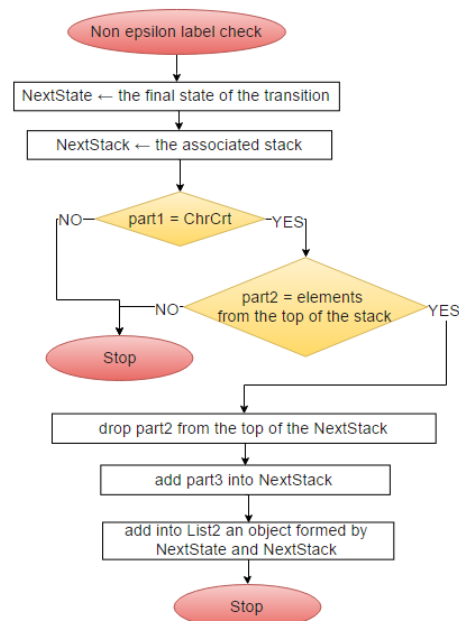 Non epsilon label check
NextState ← the final state of the transition
NextStack ← the associated stack
part1 = ChrCrt
NO
YES
part2 = elements
from the top of the stack
NO
YES
Stop
drop part2 from the top of the NextStack
add part3 into NextStack
add into List2 an object formed by
NextState and NextStack
Stop